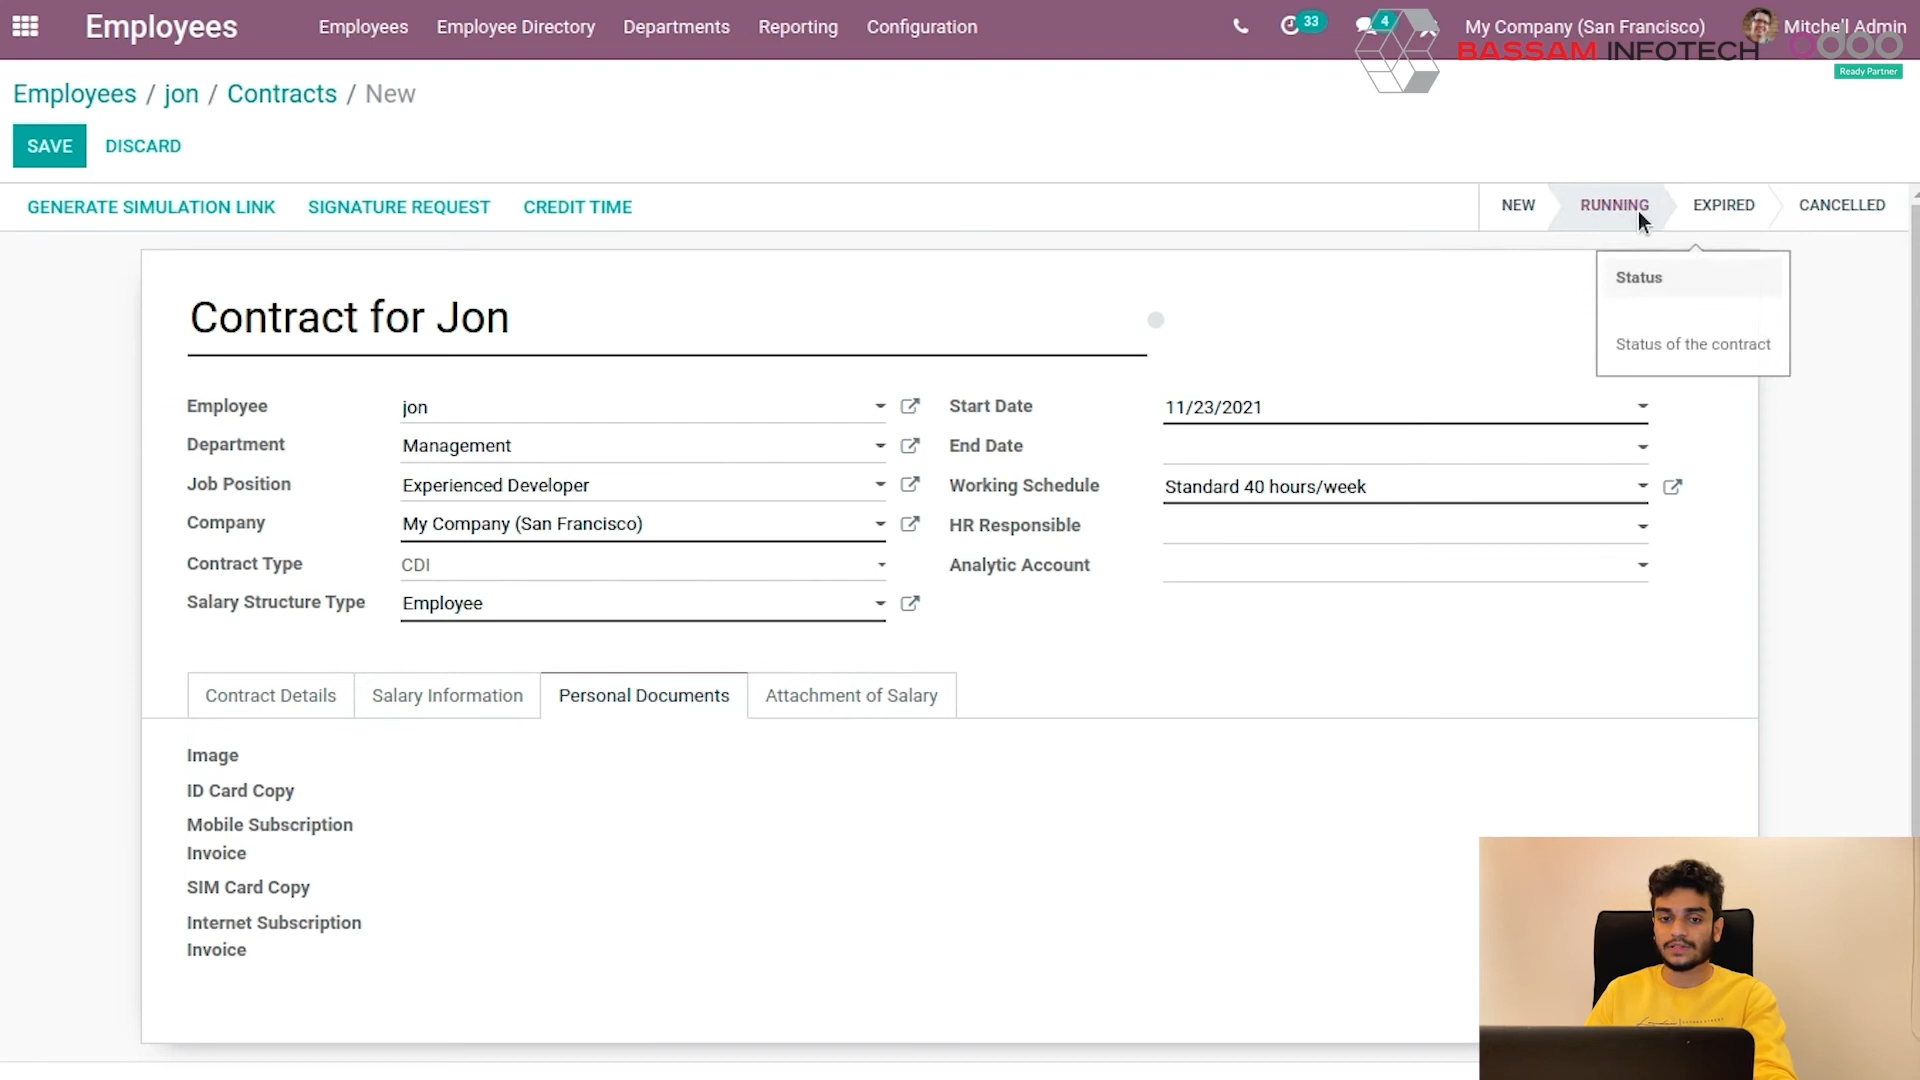 Employees
Employees Employee Directory Departments Reporting Configuration
33
4
My Company (San Francisco)
Mitchell Admin
BASSAM INFOTECH
odoo
Ready Partner
Employees / jon / Contracts / New
SAVE DISCARD
GENERATE SIMULATION LINK SIGNATURE REQUEST CREDIT TIME
NEW RUNNING EXPIRED CANCELLED
Status
Status of the contract
Contract for Jon
Employee jon
Department Management
Job Position Experienced Developer
Company My Company (San Francisco)
Contract Type CDI
Salary Structure Type Employee
Start Date 11/23/2021
End Date
Working Schedule Standard 40 hours/week
HR Responsible
Analytic Account
Contract Details Salary Information Personal Documents Attachment of Salary
Image
ID Card Copy
Mobile Subscription
Invoice
SIM Card Copy
Internet Subscription
Invoice